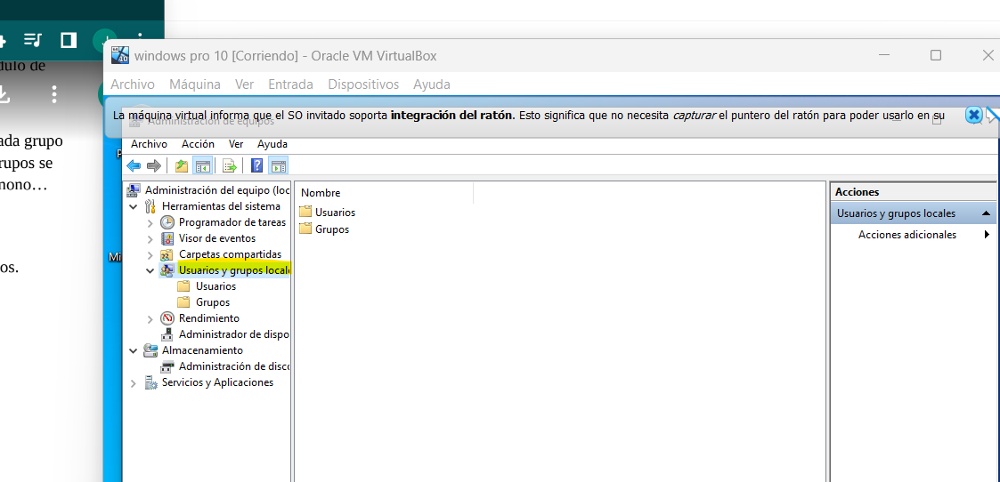 dulo de
ada grupo
rupos se
nono…
os.
windows pro 10 [Corriendo] - Oracle VM VirtualBox
Archivo Máquina Ver Entrada Dispositivos Ayuda
La máquina virtual informa que el SO invitado soporta integración del ratón. Esto significa que no necesita capturar el puntero del ratón para poder usarlo en su
Administración de equipos
Archivo Acción Ver Ayuda
Administración del equipo (loc
Herramientas del sistema
Programador de tareas
Visor de eventos
Carpetas compartidas
Usuarios y grupos locale
Usuarios
Grupos
Rendimiento
Administrador de dispo
Almacenamiento
Administración de disco
Servicios y Aplicaciones
Nombre
Usuarios
Grupos
Acciones
Usuarios y grupos locales
Acciones adicionales
Mi